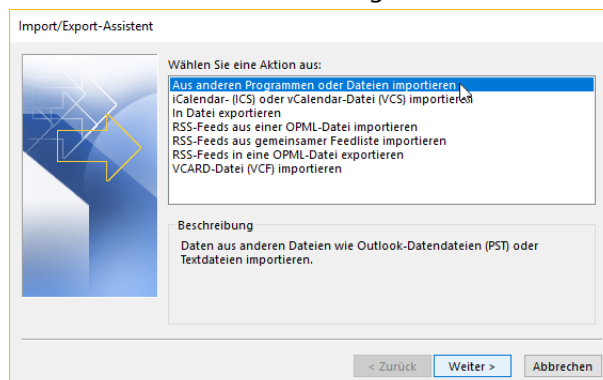 Import/Export-Assistent
Wählen Sie eine Aktion aus:
Aus anderen Programmen oder Dateien importieren
iCalendar- (ICS) oder vCalendar-Datei (VCS) importieren
In Datei exportieren
RSS-Feeds aus einer OPML-Datei importieren
RSS-Feeds aus gemeinsamer Feedliste importieren
RSS-Feeds in eine OPML-Datei exportieren
VCARD-Datei (VCF) importieren
Beschreibung
Daten aus anderen Dateien wie Outlook-Datendateien (PST) oder
Textdateien importieren.
< Zurück Weiter > Abbrechen